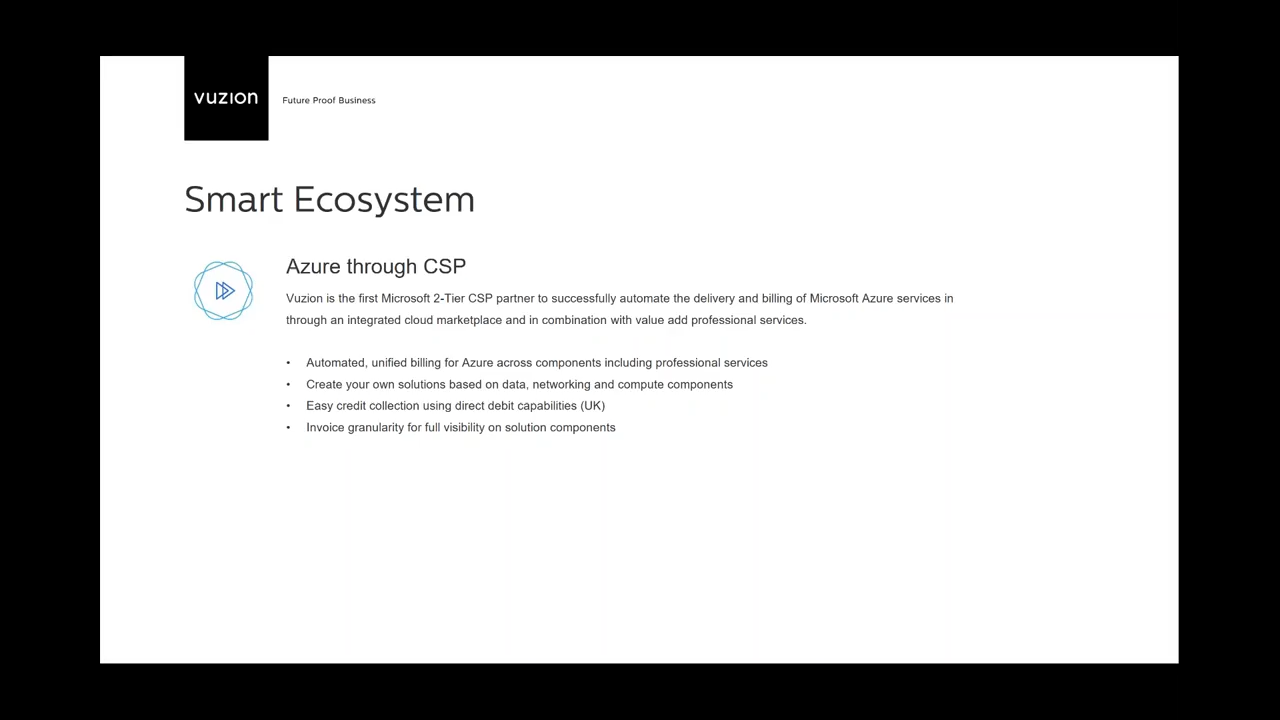 vuzion
Future Proof Business
Smart Ecosystem
Azure through CSP
Vuzion is the first Microsoft 2-Tier CSP partner to successfully automate the delivery and billing of Microsoft Azure services in
through an integrated cloud marketplace and in combination with value add professional services.
• Automated, unified billing for Azure across components including professional services
• Create your own solutions based on data, networking and compute components
• Easy credit collection using direct debit capabilities (UK)
• Invoice granularity for full visibility on solution components